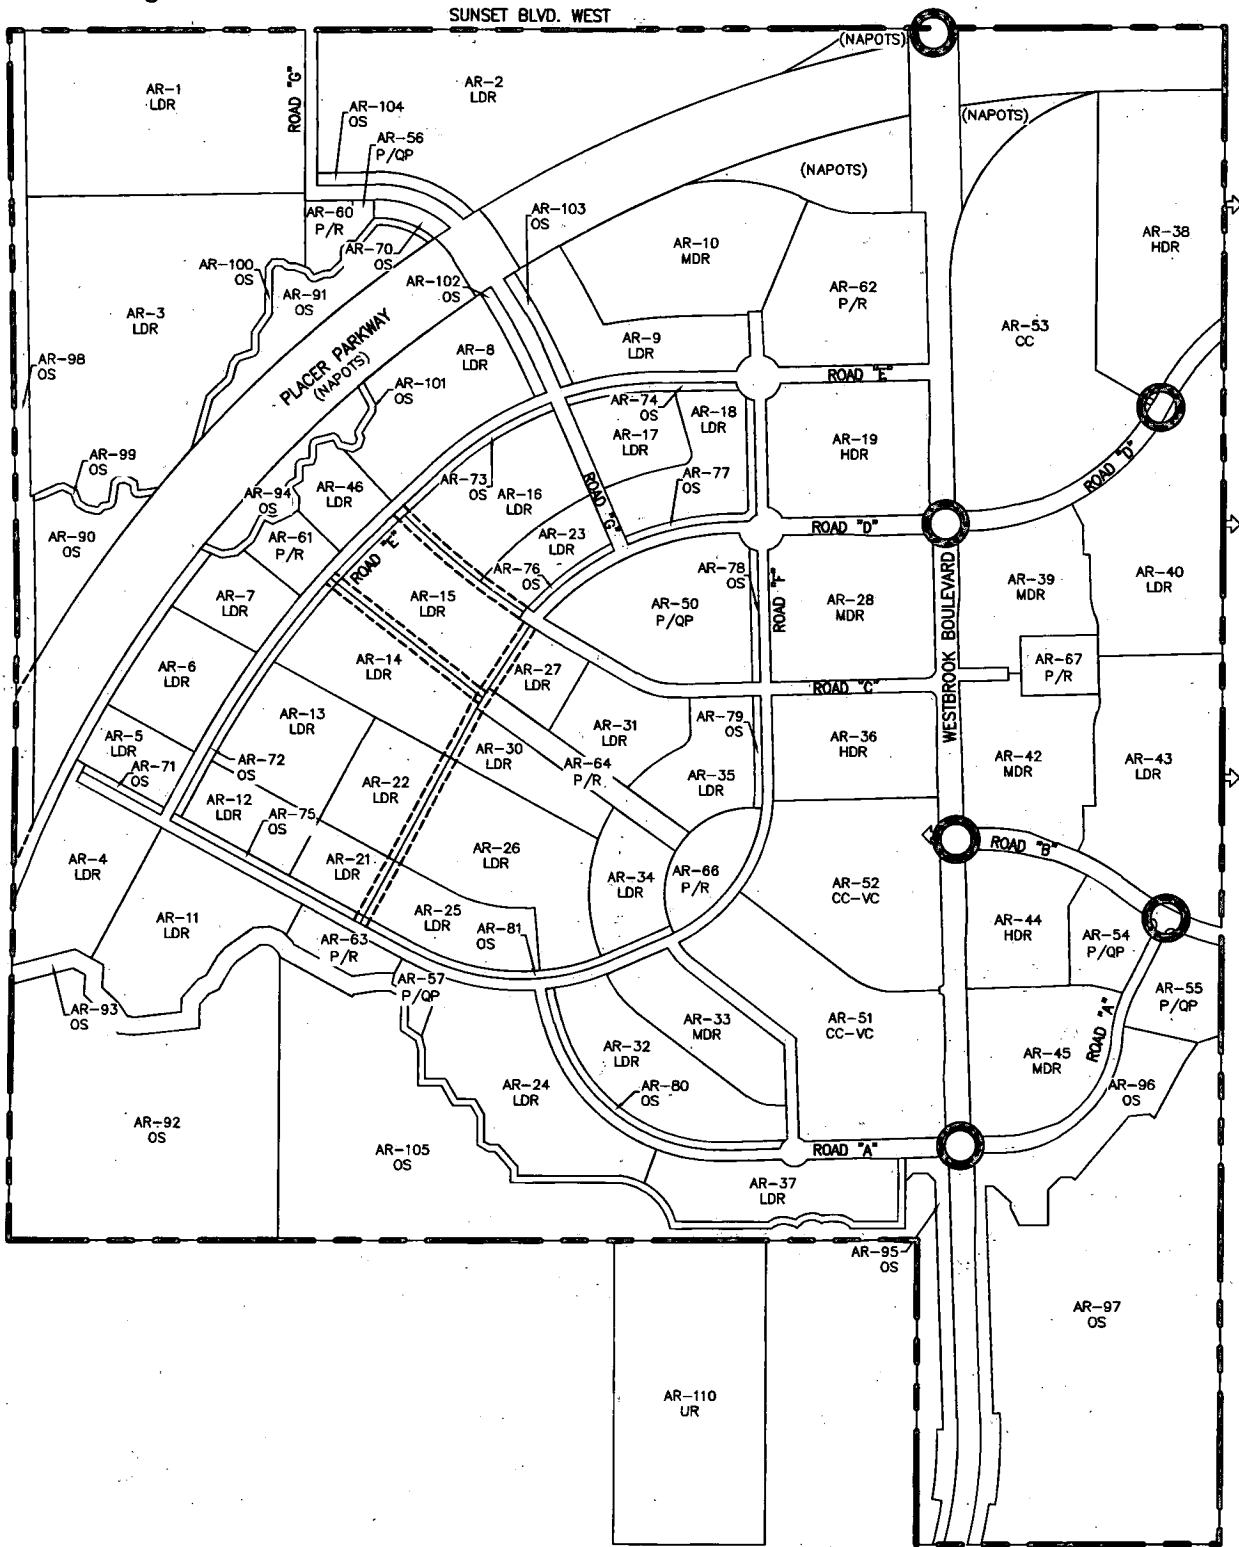 SUNSET BLVD. WEST
(NAPOTS)
AR-1
LDR
ROAD "G"
AR-2
LDR
AR-104
OS
AR-56
P/QP
(NAPOTS)
(NAPOTS)
AR-60
P/R
AR-103
OS
AR-70
OS
AR-10
MDR
AR-38
HDR
AR-100
OS
AR-91
OS
AR-102
OS
AR-62
P/R
AR-3
LDR
AR-53
CC
PLACER PARKWAY
(NAPOTS)
AR-8
LDR
AR-9
LDR
AR-98
OS
AR-101
OS
ROAD "E"
AR-74
OS
AR-18
LDR
AR-17
LDR
AR-19
HDR
AR-99
OS
AR-46
LDR
AR-73
OS
AR-16
LDR
ROAD "G"
AR-77
OS
ROAD "D"
AR-94
OS
AR-90
OS
AR-61
P/R
ROAD "E"
AR-23
LDR
ROAD "D"
AR-76
OS
AR-78
OS
ROAD "F"
WESTBROOK BOULEVARD
AR-7
LDR
AR-15
LDR
AR-50
P/QP
AR-28
MDR
AR-39
MDR
AR-40
LDR
AR-6
LDR
AR-14
LDR
AR-27
LDR
AR-67
P/R
ROAD "C"
AR-13
LDR
AR-5
LDR
AR-71
OS
AR-72
OS
AR-31
LDR
AR-79
OS
AR-36
HDR
AR-30
LDR
AR-64
P/R
AR-42
MDR
AR-43
LDR
AR-22
LDR
AR-35
LDR
AR-12
LDR
AR-75
OS
ROAD "B"
AR-4
LDR
AR-21
LDR
AR-26
LDR
AR-34
LDR
AR-66
P/R
AR-52
CC-VC
AR-11
LDR
AR-25
LDR
AR-81
OS
AR-63
P/R
AR-44
HDR
AR-54
P/QP
AR-57
P/QP
AR-55
P/QP
AR-93
OS
AR-33
MDR
AR-51
CC-VC
ROAD "A"
AR-32
LDR
AR-45
MDR
AR-24
LDR
AR-80
OS
AR-96
OS
AR-92
OS
AR-105
OS
ROAD "A"
AR-37
LDR
AR-95
OS
AR-97
OS
AR-110
UR